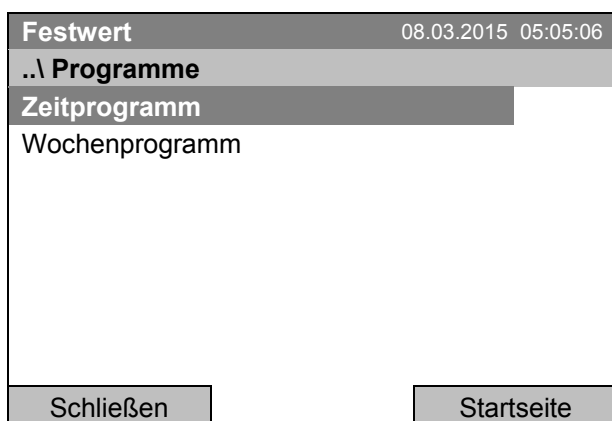 Festwert 08.03.2015 05:05:06
..\ Programme
Zeitprogramm
Wochenprogramm
Schließen Startseite